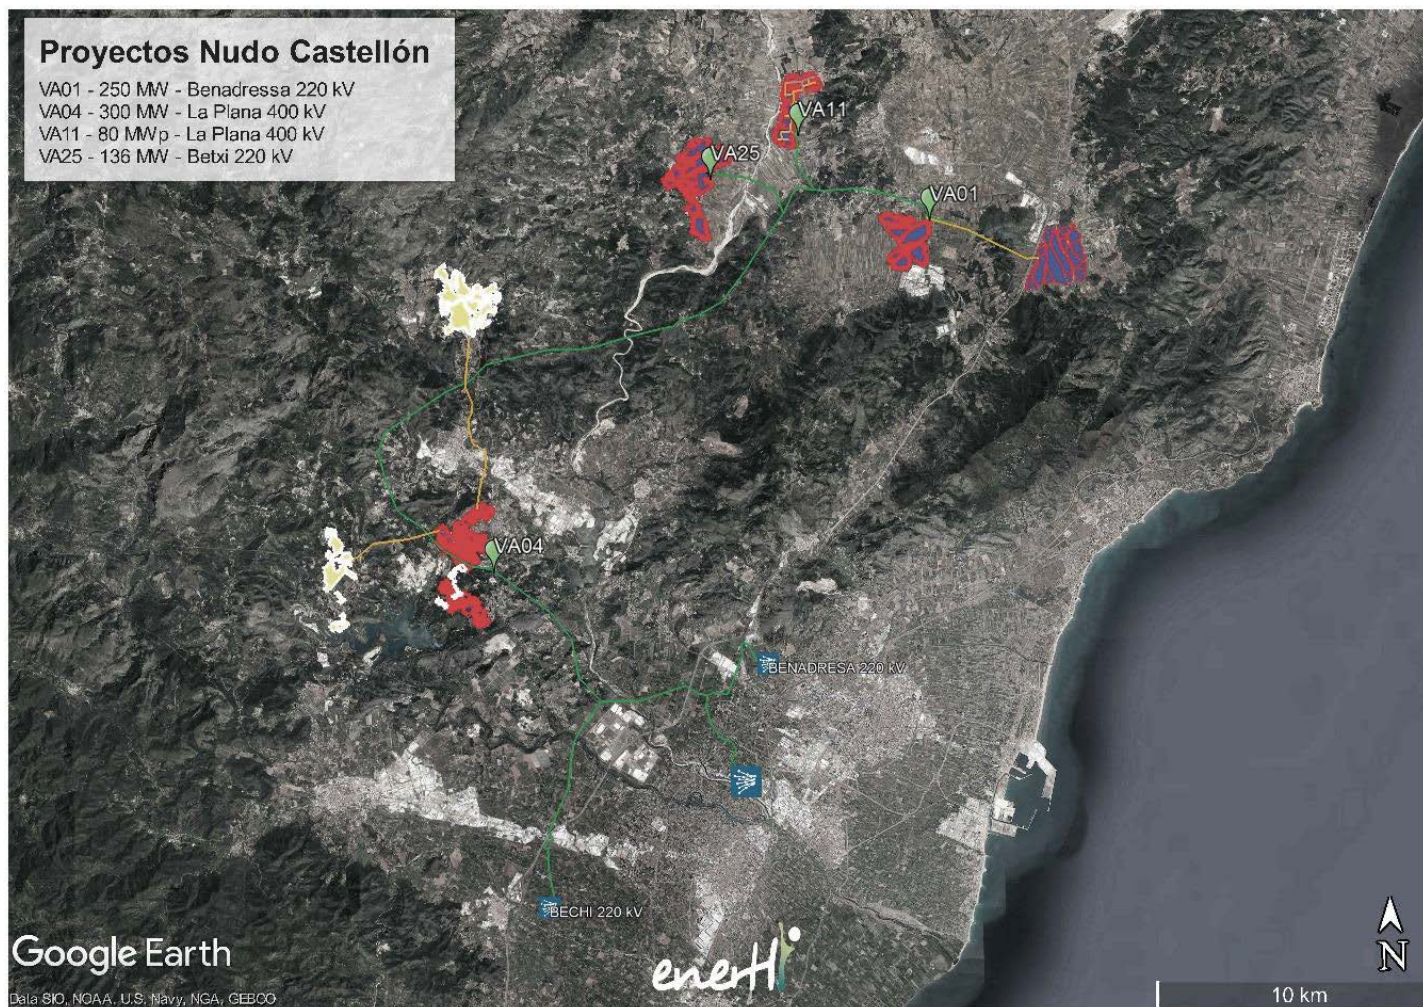 Proyectos Nudo Castellón
VA01 - 250 MW - Benadressa 220 kV
VA04 - 300 MW - La Plana 400 kV
VA11 - 80 MWp - La Plana 400 kV
VA25 - 136 MW - Betxi 220 kV
VA11
VA25
VA01
VA04
BENADRESA 220 kV
BECHI 220 kV
Google Earth
enerHi
N
Data SIO, NOAA, U.S. Navy, NGA, GEBCO
10 km